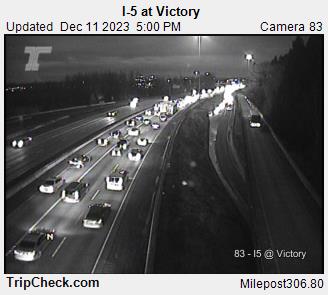 I-5 at Victory
Updated Dec 11 2023 5:00 PM Camera 83
T
N
83 - I5 @ Victory
TripCheck.com Milepost306.80